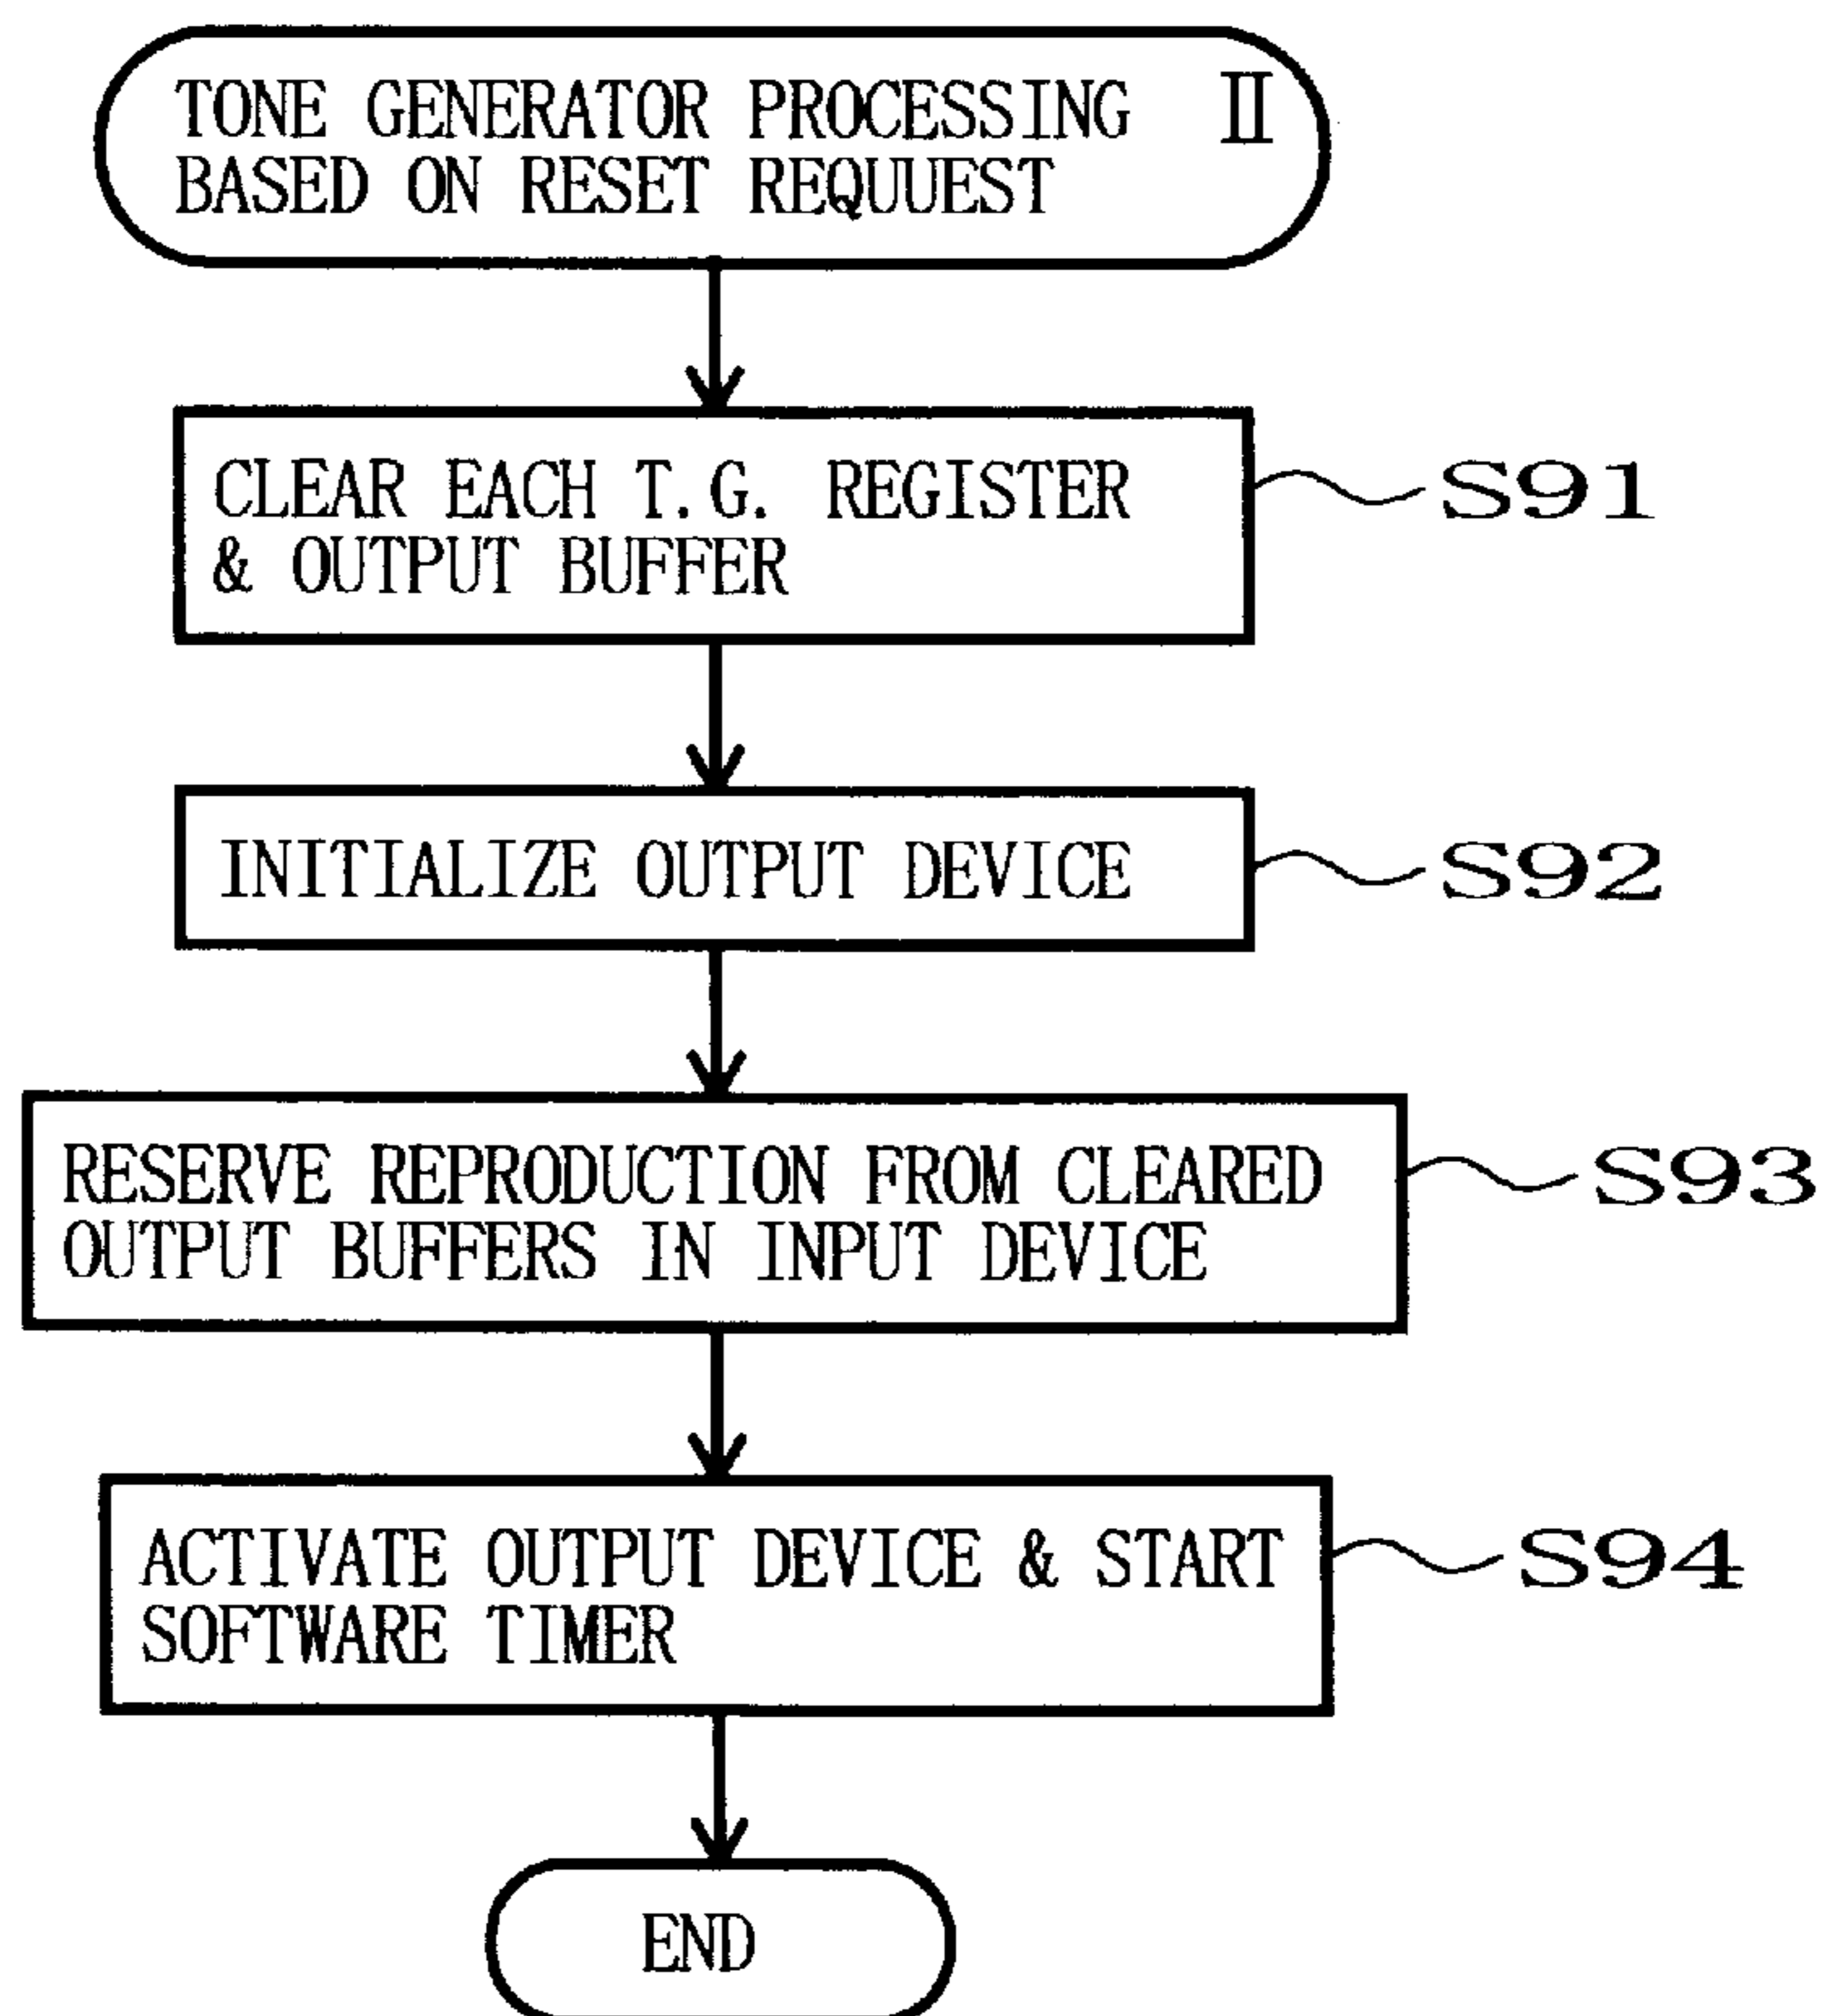 TONE GENERATOR PROCESSING II
BASED ON RESET REQUUEST
CLEAR EACH T.G. REGISTER
& OUTPUT BUFFER
S91
INITIALIZE OUTPUT DEVICE
S92
RESERVE REPRODUCTION FROM CLEARED
OUTPUT BUFFERS IN INPUT DEVICE
S93
ACTIVATE OUTPUT DEVICE & START
SOFTWARE TIMER
S94
END